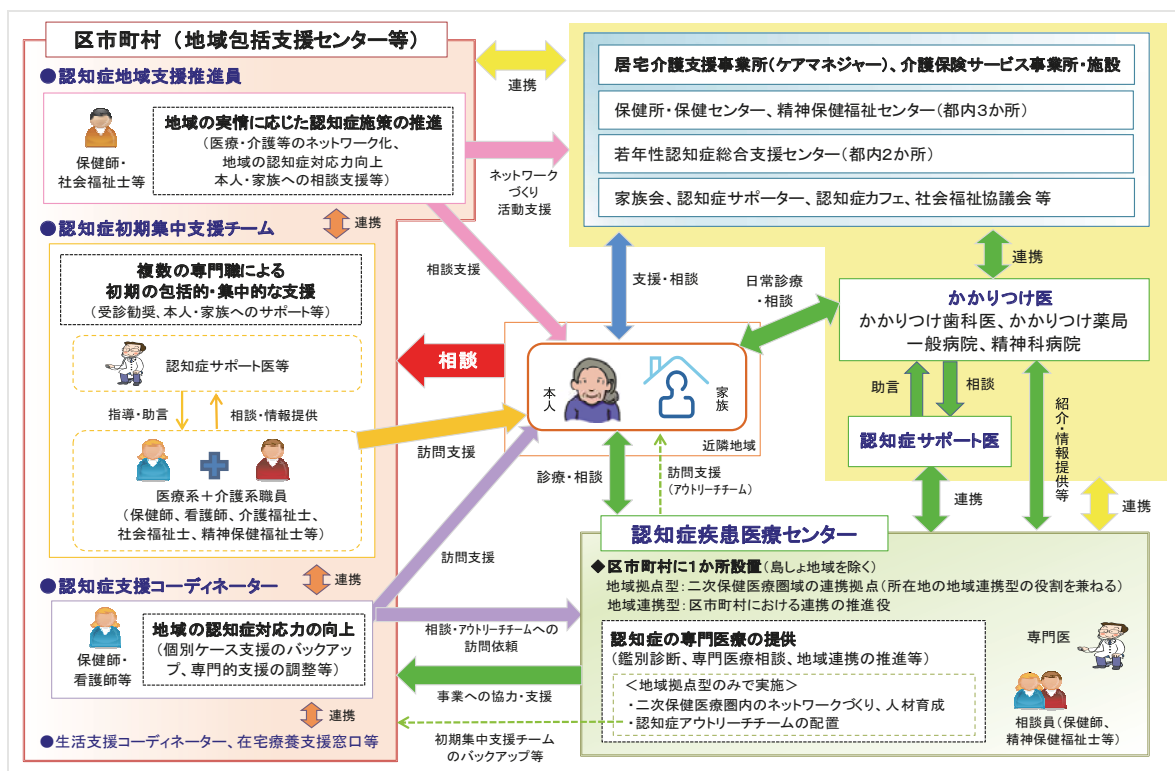 区市町村（地域包括支援センター等）
●認知症地域支援推進員
保健師・
社会福祉士等
地域の実情に応じた認知症施策の推進
（医療・介護等のネットワーク化、
地域の認知症対応力向上
本人・家族への相談支援等）
連携
●認知症初期集中支援チーム
複数の専門職による
初期の包括的・集中的な支援
（受診勧奨、本人・家族へのサポート等）
認知症サポート医等
指導・助言
相談・情報提供
医療系＋介護系職員
（保健師、看護師、介護福祉士、
社会福祉士、精神保健福祉士等）
連携
●認知症支援コーディネーター
保健師・
看護師等
地域の認知症対応力の向上
（個別ケース支援のバックアッ
プ、専門的支援の調整等）
連携
●生活支援コーディネーター、在宅療養支援窓口等
連携
ネットワーク
づくり
活動支援
相談支援
相談
訪問支援
訪問支援
相談・アウトリーチチームへの
訪問依頼
事業への協力・支援
初期集中支援チーム
のバックアップ等
居宅介護支援事業所（ケアマネジャー）、介護保険サービス事業所・施設
保健所・保健センター、精神保健福祉センター（都内３か所）
若年性認知症総合支援センター（都内２か所）
家族会、認知症サポーター、認知症カフェ、社会福祉協議会 等
支援・相談
日常診療
・相談
連携
本人
家族
近隣地域
診療・相談
訪問支援
（アウトリーチチーム）
かかりつけ医
かかりつけ歯科医、かかりつけ薬局
一般病院、精神科病院
助言
相談
認知症サポート医
紹介・情報提供等
連携
連携
認知症疾患医療センター
◆区市町村に１か所設置（島しょ地域を除く）
地域拠点型：二次保健医療圏域の連携拠点（所在地の地域連携型の役割を兼ねる）
地域連携型：区市町村における連携の推進役
認知症の専門医療の提供
（鑑別診断、専門医療相談、地域連携の推進等）
＜地域拠点型のみで実施＞
・二次保健医療圏内のネットワークづくり、人材育成
・認知症アウトリーチチームの配置
専門医
相談員（保健師、
精神保健福祉士等）